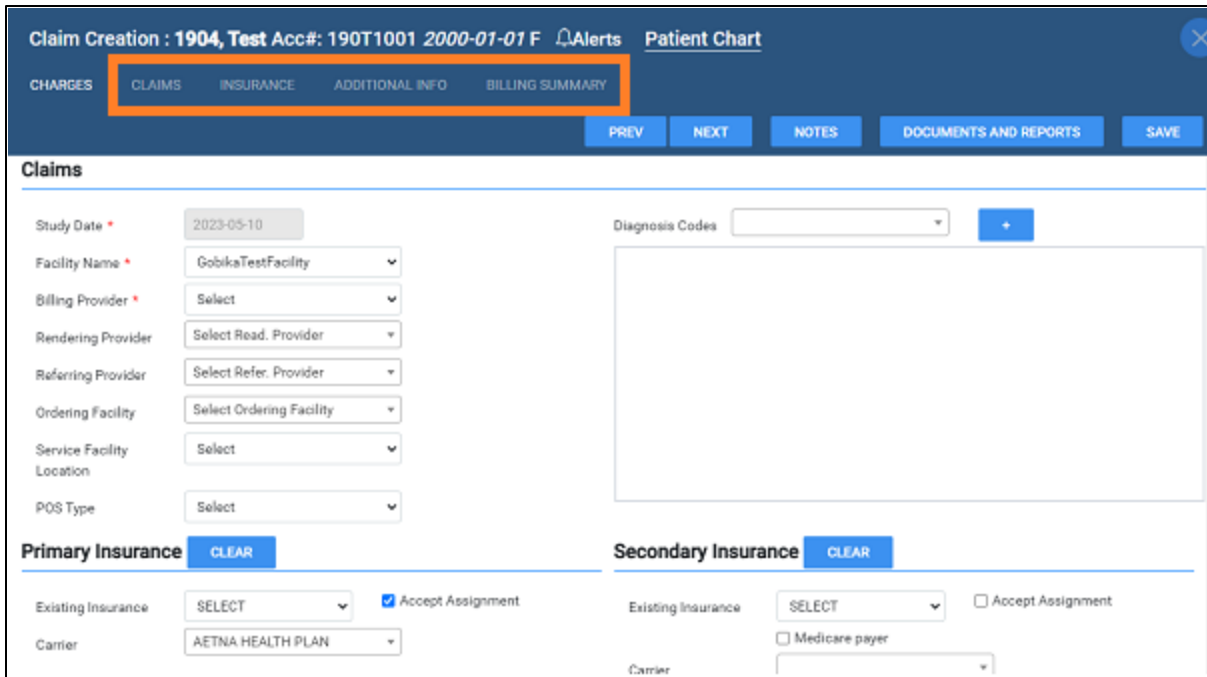 Claim Creation : 1904, Test Acc#: 190T1001 2000-01-01 F Alerts Patient Chart
CHARGES CLAIMS INSURANCE ADDITIONAL INFO BILLING SUMMARY
PREV NEXT NOTES DOCUMENTS AND REPORTS SAVE
Claims
Study Date * 2023-05-10
Diagnosis Codes +
Facility Name * GobikaTestFacility
Billing Provider * Select
Rendering Provider Select Read. Provider
Referring Provider Select Refer. Provider
Ordering Facility Select Ordering Facility
Service Facility Location Select
POS Type Select
Primary Insurance CLEAR
Existing Insurance SELECT Accept Assignment
Carrier AETNA HEALTH PLAN
Secondary Insurance CLEAR
Existing Insurance SELECT Accept Assignment
Medicare payer
Carrier